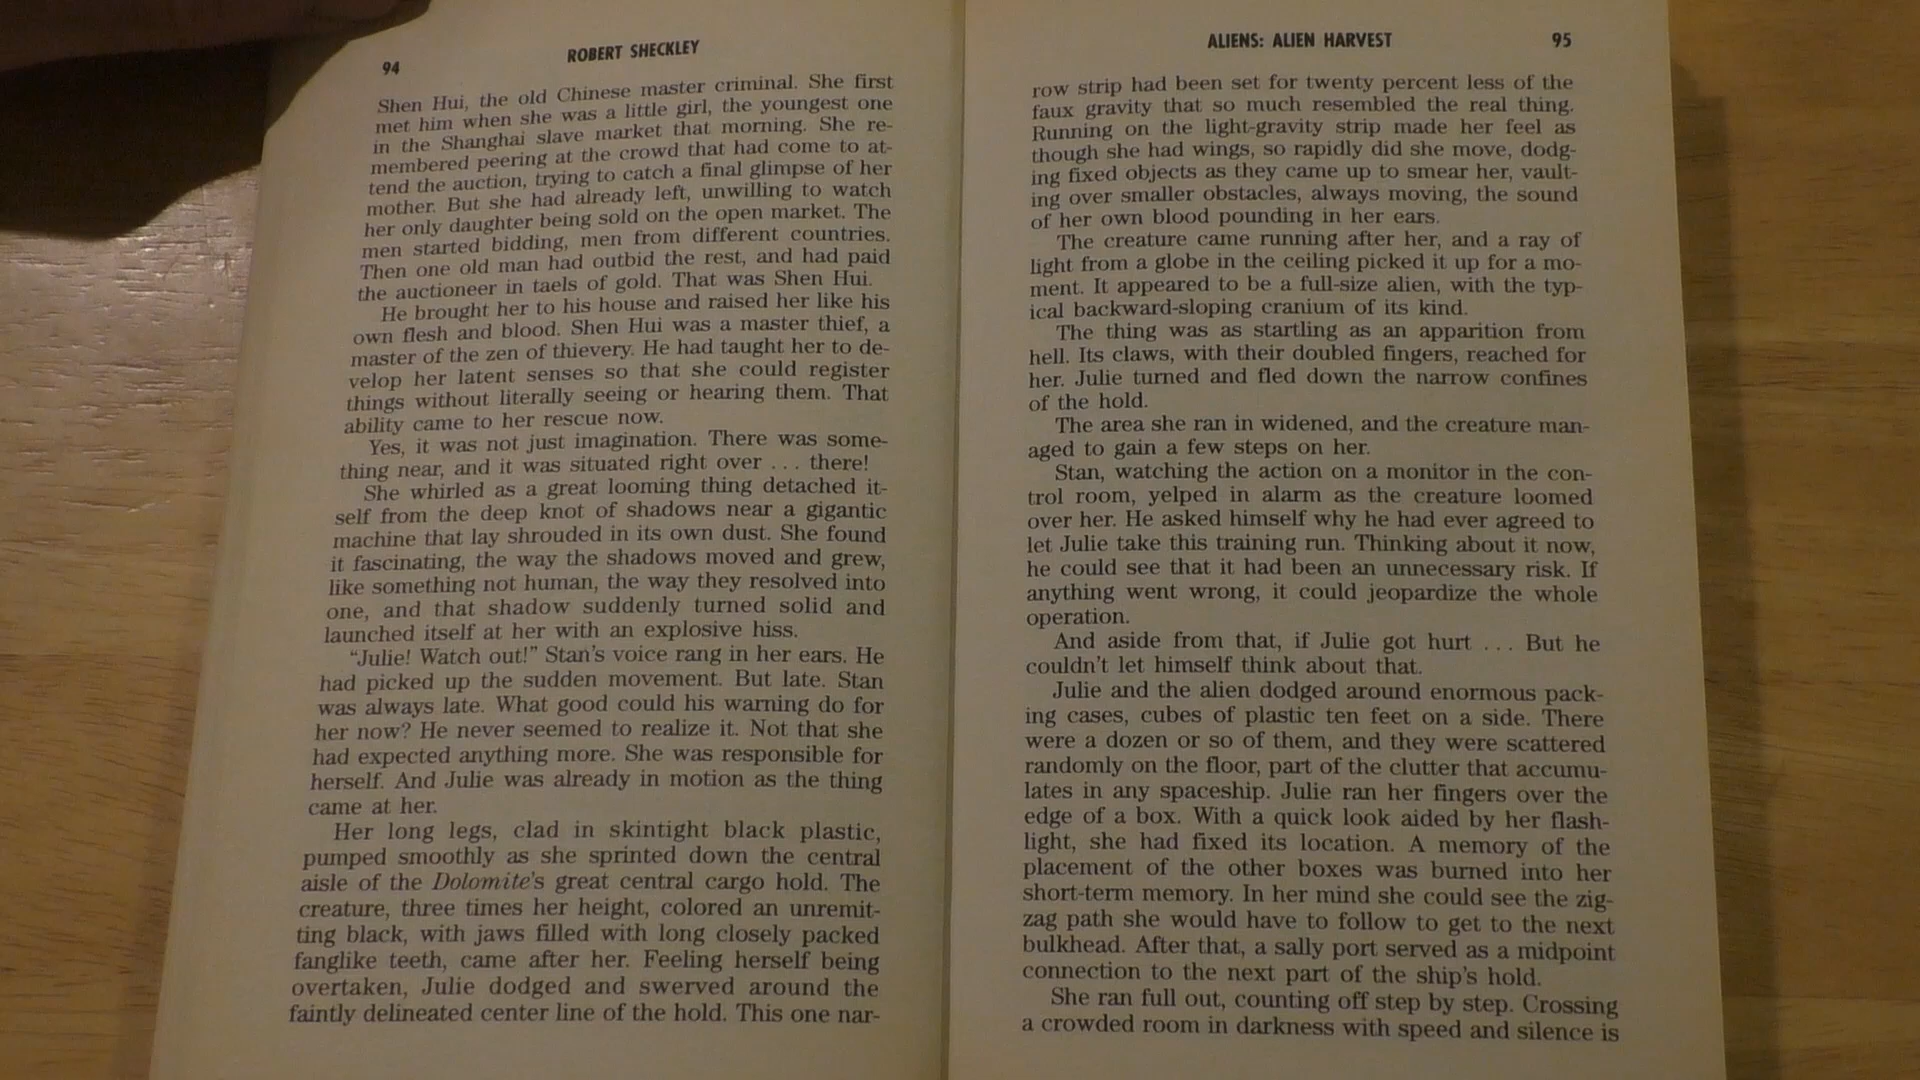 94
ROBERT SHECKLEY
Shen Hui, the old Chinese master criminal. She first
met him when she was a little girl, the youngest one
in the Shanghai slave market that morning. She re-
membered peering at the crowd that had come to at-
tend the auction, trying to catch a final glimpse of her
mother. But she had already left, unwilling to watch
her only daughter being sold on the open market. The
men started bidding, men from different countries.
Then one old man had outbid the rest, and had paid
the auctioneer in taels of gold. That was Shen Hui.
He brought her to his house and raised her like his
own flesh and blood. Shen Hui was a master thief, a
master of the zen of thievery. He had taught her to de-
velop her latent senses so that she could register
things without literally seeing or hearing them. That
ability came to her rescue now.
Yes, it was not just imagination. There was some-
thing near, and it was situated right over . . . there!
She whirled as a great looming thing detached it-
self from the deep knot of shadows near a gigantic
machine that lay shrouded in its own dust. She found
it fascinating, the way the shadows moved and grew,
like something not human, the way they resolved into
one, and that shadow suddenly turned solid and
launched itself at her with an explosive hiss.
“Julie! Watch out!” Stan’s voice rang in her ears. He
had picked up the sudden movement. But late. Stan
was always late. What good could his warning do for
her now? He never seemed to realize it. Not that she
had expected anything more. She was responsible for
herself. And Julie was already in motion as the thing
came at her.
Her long legs, clad in skintight black plastic,
pumped smoothly as she sprinted down the central
aisle of the Dolomite’s great central cargo hold. The
creature, three times her height, colored an unremit-
ting black, with jaws filled with long closely packed
fanglike teeth, came after her. Feeling herself being
overtaken, Julie dodged and swerved around the
faintly delineated center line of the hold. This one nar-
ALIENS: ALIEN HARVEST
95
row strip had been set for twenty percent less of the
faux gravity that so much resembled the real thing.
Running on the light-gravity strip made her feel as
though she had wings, so rapidly did she move, dodg-
ing fixed objects as they came up to smear her, vault-
ing over smaller obstacles, always moving, the sound
of her own blood pounding in her ears.
The creature came running after her, and a ray of
light from a globe in the ceiling picked it up for a mo-
ment. It appeared to be a full-size alien, with the typ-
ical backward-sloping cranium of its kind.
The thing was as startling as an apparition from
hell. Its claws, with their doubled fingers, reached for
her. Julie turned and fled down the narrow confines
of the hold.
The area she ran in widened, and the creature man-
aged to gain a few steps on her.
Stan, watching the action on a monitor in the con-
trol room, yelped in alarm as the creature loomed
over her. He asked himself why he had ever agreed to
let Julie take this training run. Thinking about it now,
he could see that it had been an unnecessary risk. If
anything went wrong, it could jeopardize the whole
operation.
And aside from that, if Julie got hurt . . . But he
couldn’t let himself think about that.
Julie and the alien dodged around enormous pack-
ing cases, cubes of plastic ten feet on a side. There
were a dozen or so of them, and they were scattered
randomly on the floor, part of the clutter that accumu-
lates in any spaceship. Julie ran her fingers over the
edge of a box. With a quick look aided by her flash-
light, she had fixed its location. A memory of the
placement of the other boxes was burned into her
short-term memory. In her mind she could see the zig-
zag path she would have to follow to get to the next
bulkhead. After that, a sally port served as a midpoint
connection to the next part of the ship’s hold.
She ran full out, counting off step by step. Crossing
a crowded room in darkness with speed and silence is